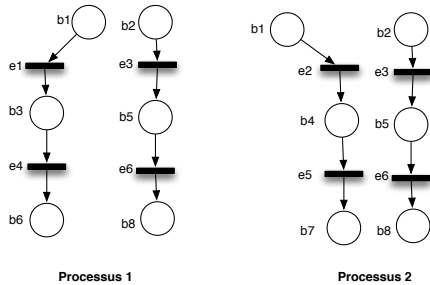 b1
b2
e1
e3
b3
b5
e4
e6
b6
b8
Processus 1
b1
b2
e2
e3
b4
b5
e5
e6
b7
b8
Processus 2